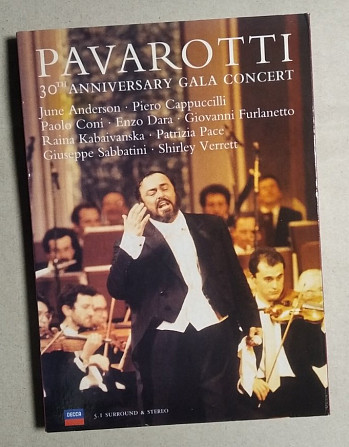 PAVAROTTI
30TH ANNIVERSARY GALA CONCERT
June Anderson · Piero Cappuccilli
Paolo Coni · Enzo Dara · Giovanni Furlanetto
Raina Kabaivanska · Patrizia Pace
Giuseppe Sabbatini · Shirley Verrett
DECCA
5.1 SURROUND & STEREO